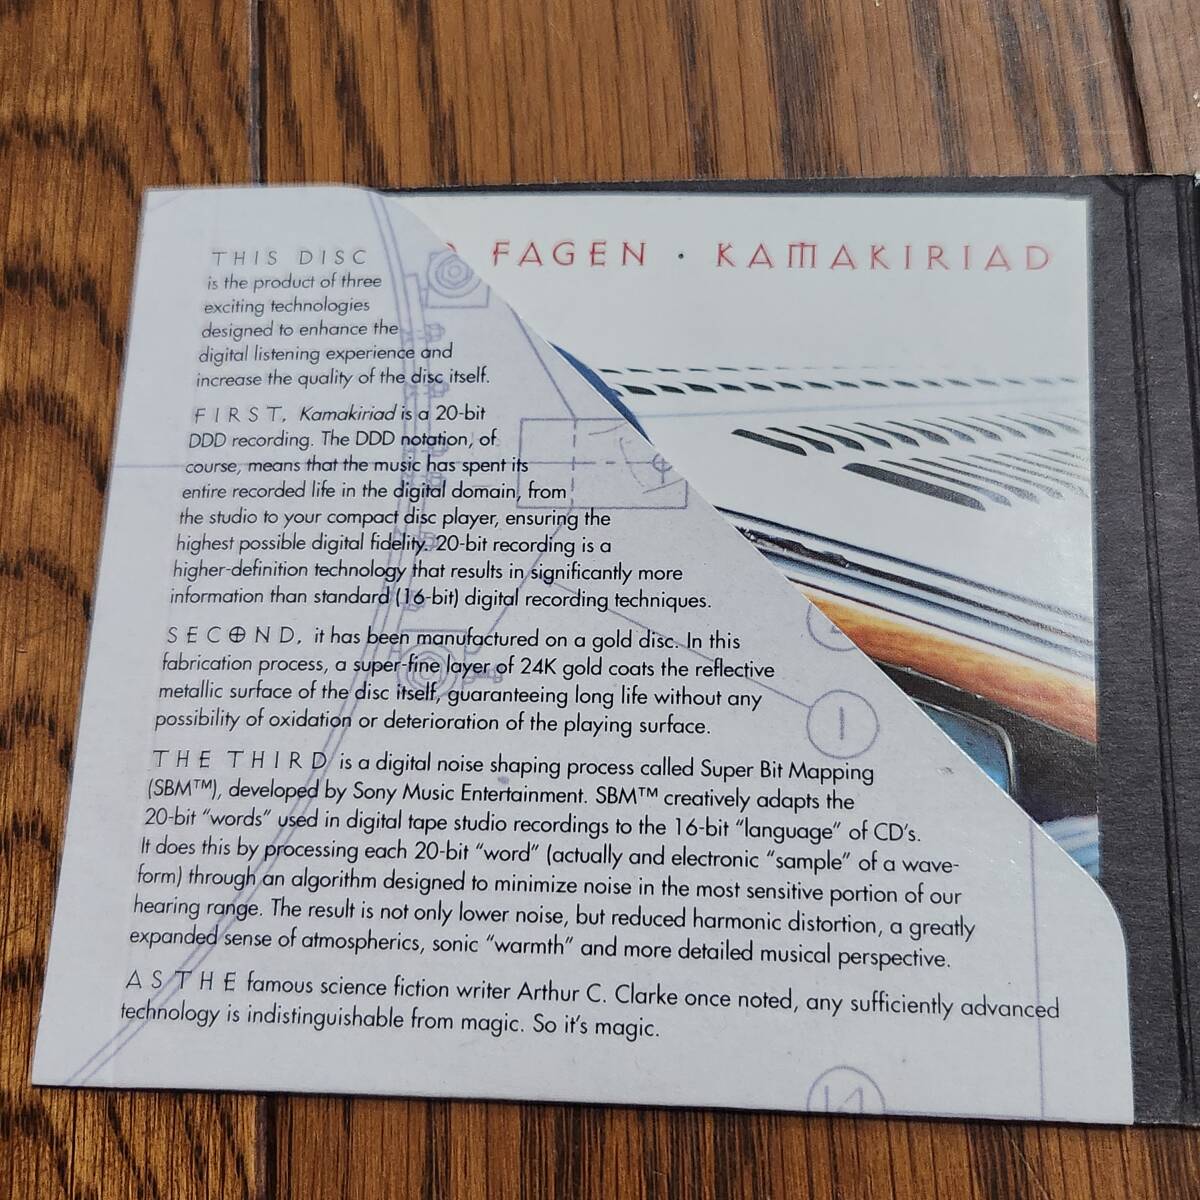 FAGEN · KAMAKIRIAD
THIS DISC
is the product of three
exciting technologies
designed to enhance the
digital listening experience and
increase the quality of the disc itself.
FIRST, Kamakiriad is a 20-bit
DDD recording. The DDD notation, of
course, means that the music has spent its
entire recorded life in the digital domain, from
the studio to your compact disc player, ensuring the
highest possible digital fidelity. 20-bit recording is a
higher-definition technology that results in significantly more
information than standard (16-bit) digital recording techniques.
SECOND, it has been manufactured on a gold disc. In this
fabrication process, a super-fine layer of 24K gold coats the reflective
metallic surface of the disc itself, guaranteeing long life without any
possibility of oxidation or deterioration of the playing surface.
THE THIRD is a digital noise shaping process called Super Bit Mapping
(SBM™), developed by Sony Music Entertainment. SBM™ creatively adapts the
20-bit "words" used in digital tape studio recordings to the 16-bit "language" of CD's.
It does this by processing each 20-bit "word" (actually and electronic "sample" of a wave-
form) through an algorithm designed to minimize noise in the most sensitive portion of our
hearing range. The result is not only lower noise, but reduced harmonic distortion, a greatly
expanded sense of atmospherics, sonic "warmth" and more detailed musical perspective.
AS THE famous science fiction writer Arthur C. Clarke once noted, any sufficiently advanced
technology is indistinguishable from magic. So it's magic.
1